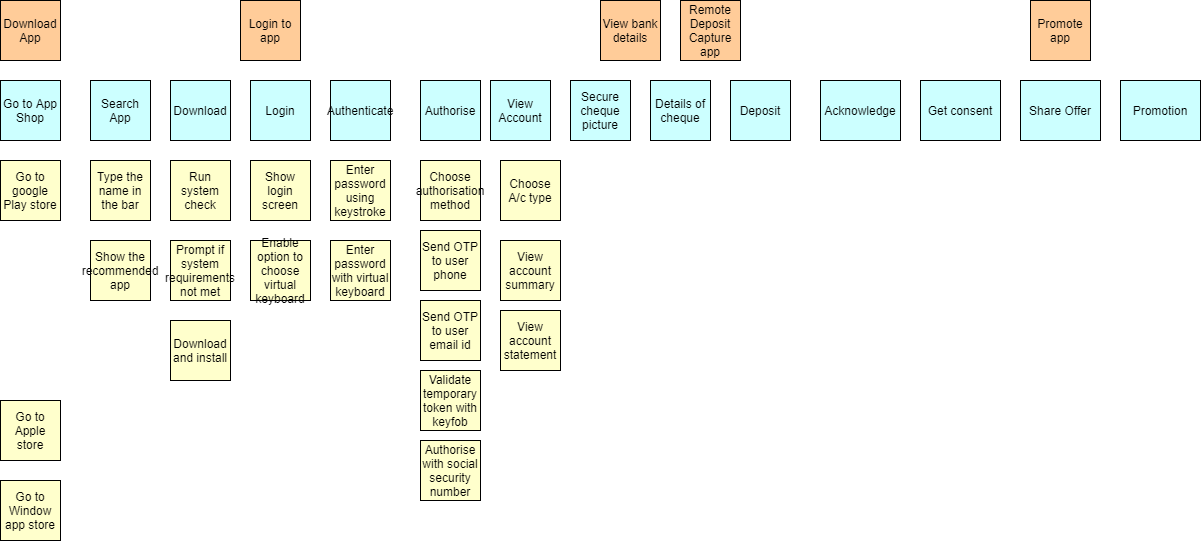 Download
App
Login to
app
View bank
details
Remote
Deposit
Capture
app
Promote
app
Go to App
Shop
Search
App
Download
Login
Authenticate
Authorise
View
Account
Secure
cheque
picture
Details of
cheque
Deposit
Acknowledge
Get consent
Share Offer
Promotion
Go to
google
Play store
Type the
name in
the bar
Run
system
check
Show
login
screen
Enter
password
using
keystroke
Choose
authorisation
method
Choose
A/c type
Show the
recommended
app
Prompt if
system
requirements
not met
Enable
option to
choose
virtual
keyboard
Enter
password
with virtual
keyboard
Send OTP
to user
phone
View
account
summary
Download
and install
Send OTP
to user
email id
View
account
statement
Validate
temporary
token with
keyfob
Go to
Apple
store
Authorise
with social
security
number
Go to
Window
app store